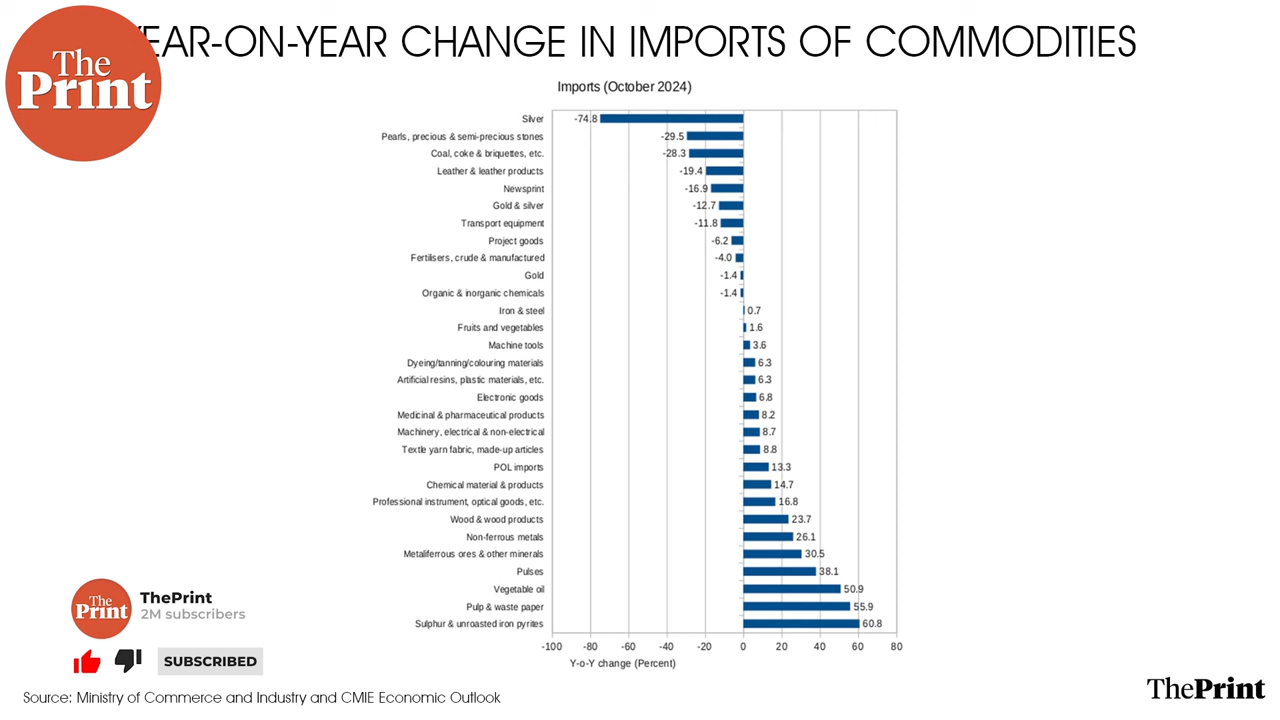 YEAR-ON-YEAR CHANGE IN IMPORTS OF COMMODITIES
The
Print
Imports (October 2024)
Silver -74.8
Pearls, precious & semi-precious stones -29.5
Coal, coke & briquettes, etc. -28.3
Leather & leather products -19.4
Newsprint -16.9
Gold & silver -12.7
Transport equipment -11.8
Project goods -6.2
Fertilisers, crude & manufactured -4.0
Gold -1.4
Organic & inorganic chemicals -1.4
Iron & steel 0.7
Fruits and vegetables 1.6
Machine tools 3.6
Dyeing/tanning/colouring materials 6.3
Artificial resins, plastic materials, etc. 6.3
Electronic goods 6.8
Medicinal & pharmaceutical products 8.2
Machinery, electrical & non-electrical 8.7
Textle yarn fabric, made-up articles 8.8
POL imports 13.3
Chemical material & products 14.7
Professional instrument, optical goods, etc. 16.8
Wood & wood products 23.7
Non-ferrous metals 26.1
Metaliferrous ores & other minerals 30.5
Pulses 38.1
Vegetable oil 50.9
Pulp & waste paper 55.9
Sulphur & unroasted iron pyrites 60.8
-100 -80 -60 -40 -20 0 20 40 60 80
Y-o-Y change (Percent)
The
Print
ThePrint
2M subscribers
SUBSCRIBED
Source: Ministry of Commerce and Industry and CMIE Economic Outlook
ThePrint